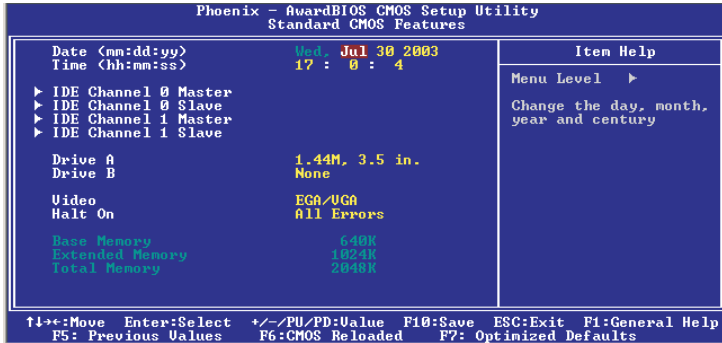 Phoenix - AwardBIOS CMOS Setup Utility
Standard CMOS Features
Date (mm:dd:yy) Wed, Jul 30 2003
Time (hh:mm:ss) 17 : 0 : 4
IDE Channel 0 Master
IDE Channel 0 Slave
IDE Channel 1 Master
IDE Channel 1 Slave
Drive A 1.44M, 3.5 in.
Drive B None
Video EGA/VGA
Halt On All Errors
Base Memory 640K
Extended Memory 1024K
Total Memory 2048K
Item Help
Menu Level ▶
Change the day, month,
year and century
↑↓→←:Move Enter:Select +/-/PU/PD:Value F10:Save ESC:Exit F1:General Help
F5: Previous Values F6:CMOS Reloaded F7: Optimized Defaults